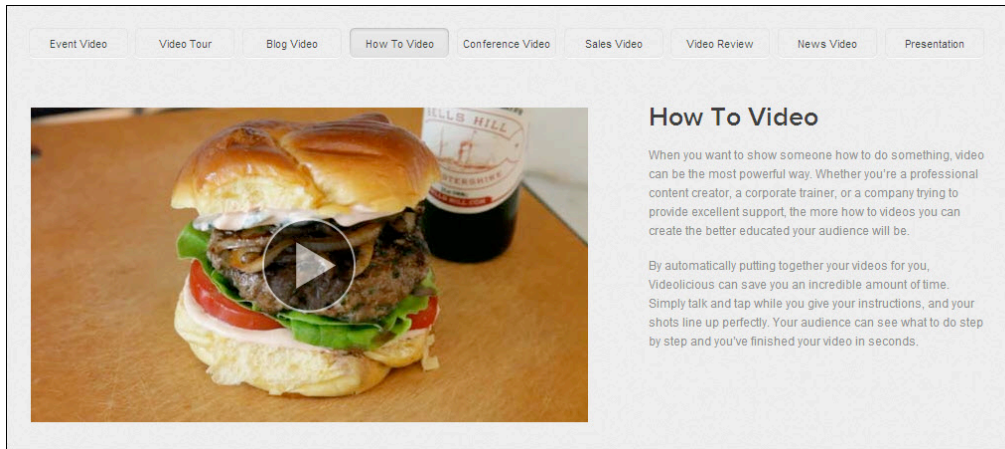 Event Video
Video Tour
Blog Video
How To Video
Conference Video
Sales Video
Video Review
News Video
Presentation
HELLS HILL
How To Video
When you want to show someone how to do something, video
can be the most powerful way. Whether you're a professional
content creator, a corporate trainer, or a company trying to
provide excellent support, the more how to videos you can
create the better educated your audience will be.
By automatically putting together your videos for you,
Videolicious can save you an incredible amount of time.
Simply talk and tap while you give your instructions, and your
shots line up perfectly. Your audience can see what to do step
by step and you've finished your video in seconds.